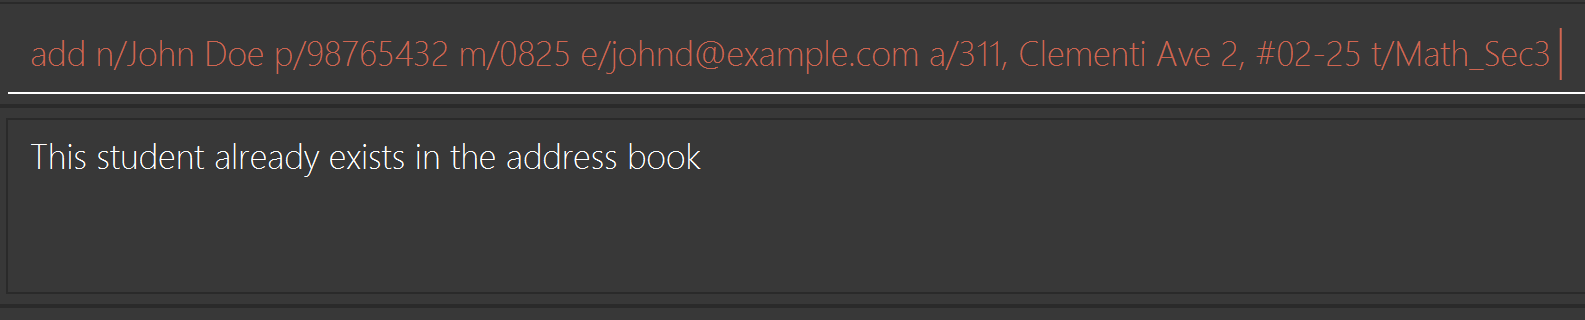 add n/John Doe p/98765432 m/0825 e/johnd@example.com a/311, Clementi Ave 2, #02-25 t/Math_Sec3
This student already exists in the address book